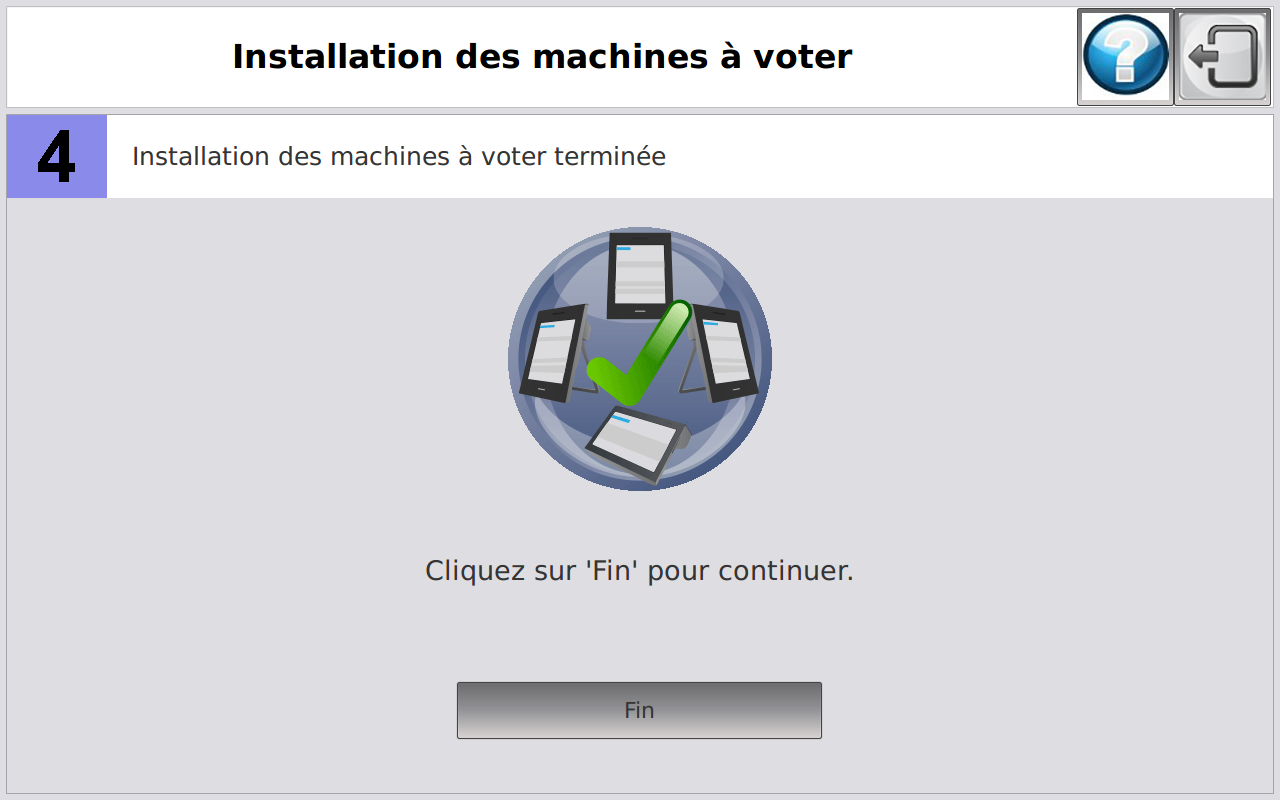 Installation des machines à voter
4
Installation des machines à voter terminée
Cliquez sur 'Fin' pour continuer.
Fin